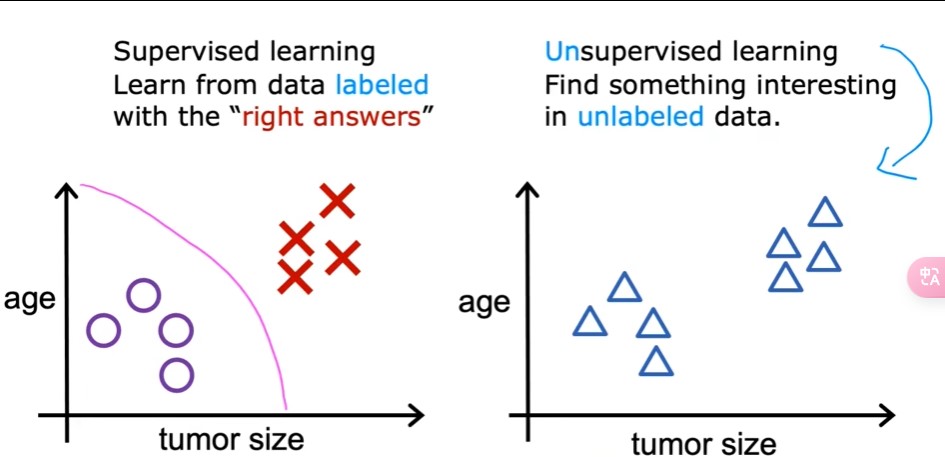 Supervised learning
Learn from data labeled
with the “right answers”
age
tumor size
Unsupervised learning
Find something interesting
in unlabeled data.
age
tumor size
中
A